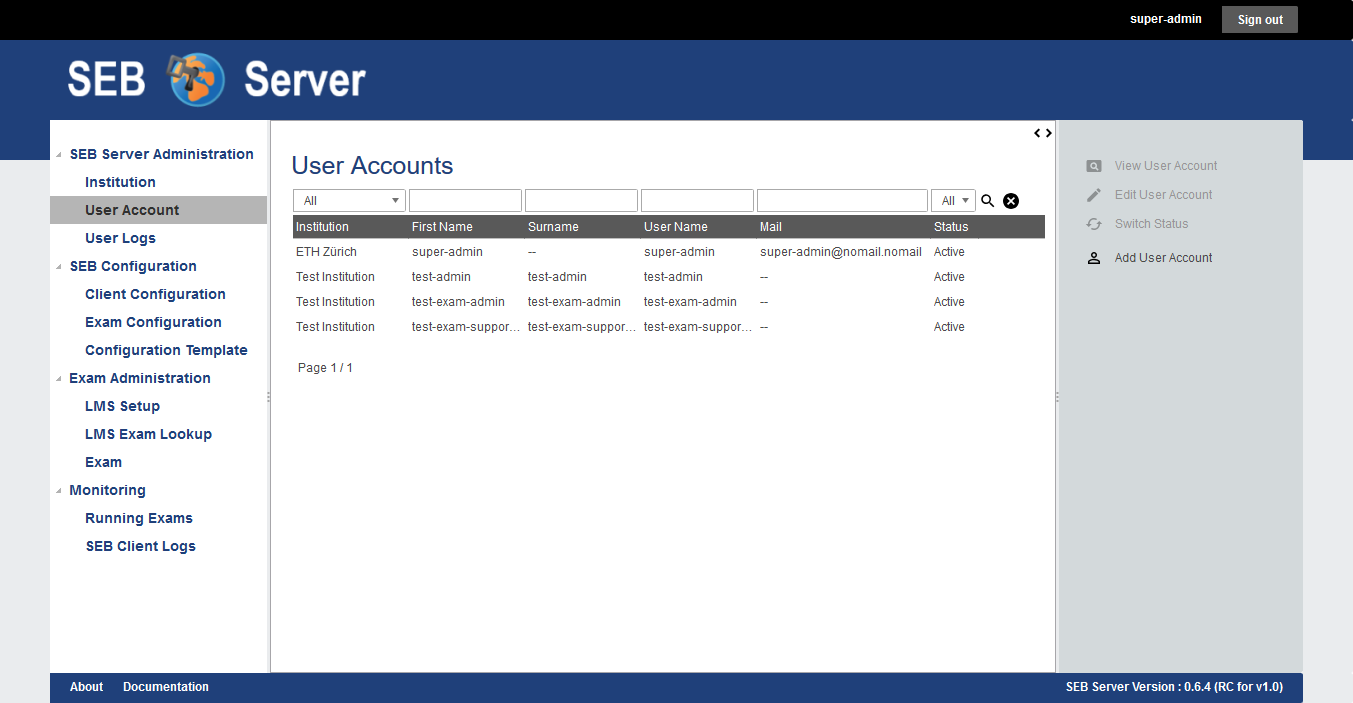 super-admin Sign out
SEB Server
SEB Server Administration
Institution
User Account
User Logs
SEB Configuration
Client Configuration
Exam Configuration
Configuration Template
Exam Administration
LMS Setup
LMS Exam Lookup
Exam
Monitoring
Running Exams
SEB Client Logs
User Accounts
All All
Institution First Name Surname User Name Mail Status
ETH Zürich super-admin -- super-admin super-admin@nomail.nomail Active
Test Institution test-admin test-admin test-admin -- Active
Test Institution test-exam-admin test-exam-admin test-exam-admin -- Active
Test Institution test-exam-suppor... test-exam-suppor... test-exam-suppor... -- Active
Page 1 / 1
View User Account
Edit User Account
Switch Status
Add User Account
About Documentation SEB Server Version : 0.6.4 (RC for v1.0)